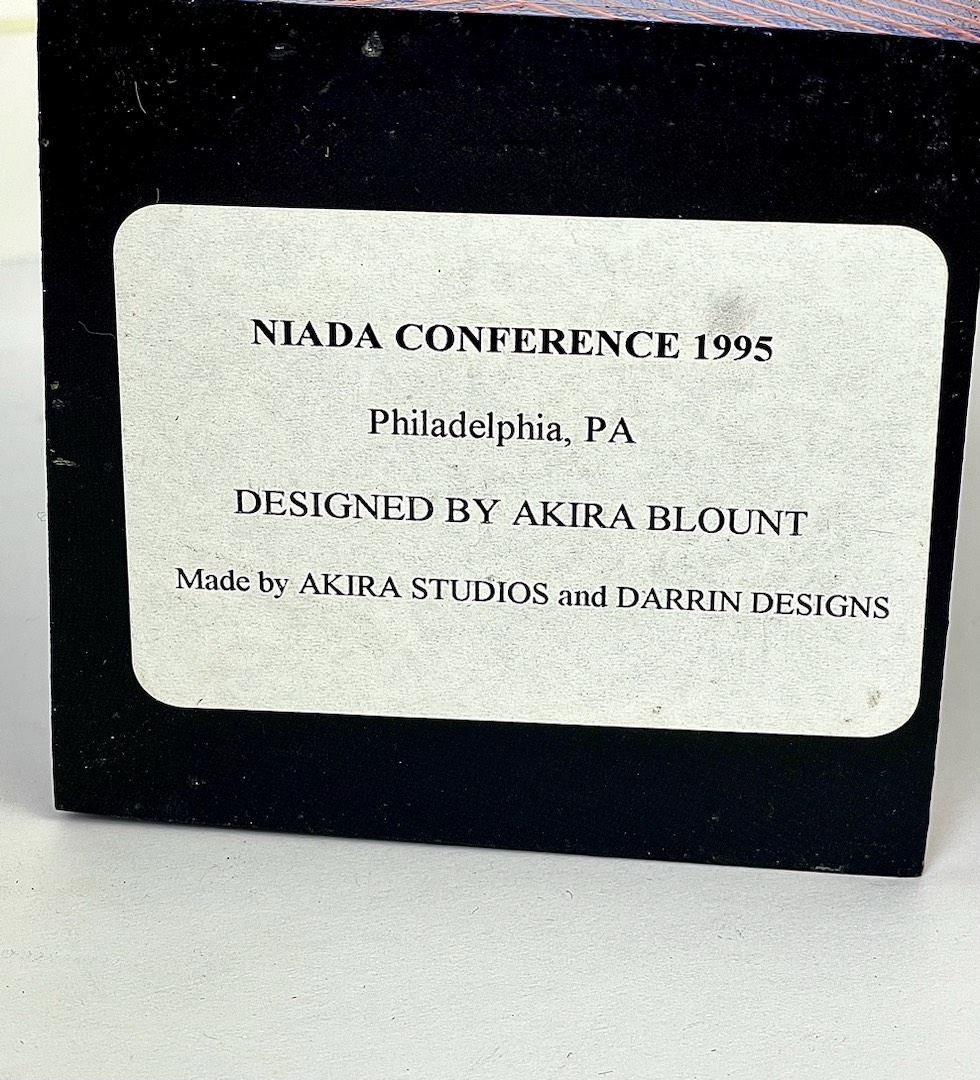 NIADA CONFERENCE 1995
Philadelphia, PA
DESIGNED BY AKIRA BLOUNT
Made by AKIRA STUDIOS and DARRIN DESIGNS